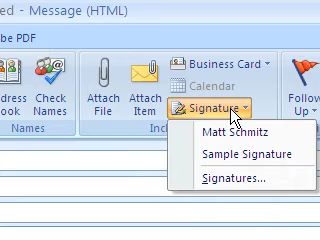 ed - Message (HTML)
be PDF
Business Card
Calendar
Signature
dress
ook
Check
Names
Attach
File
Attach
Item
Follow
Up
Names
Incl
Matt Schmitz
Sample Signature
Signatures...